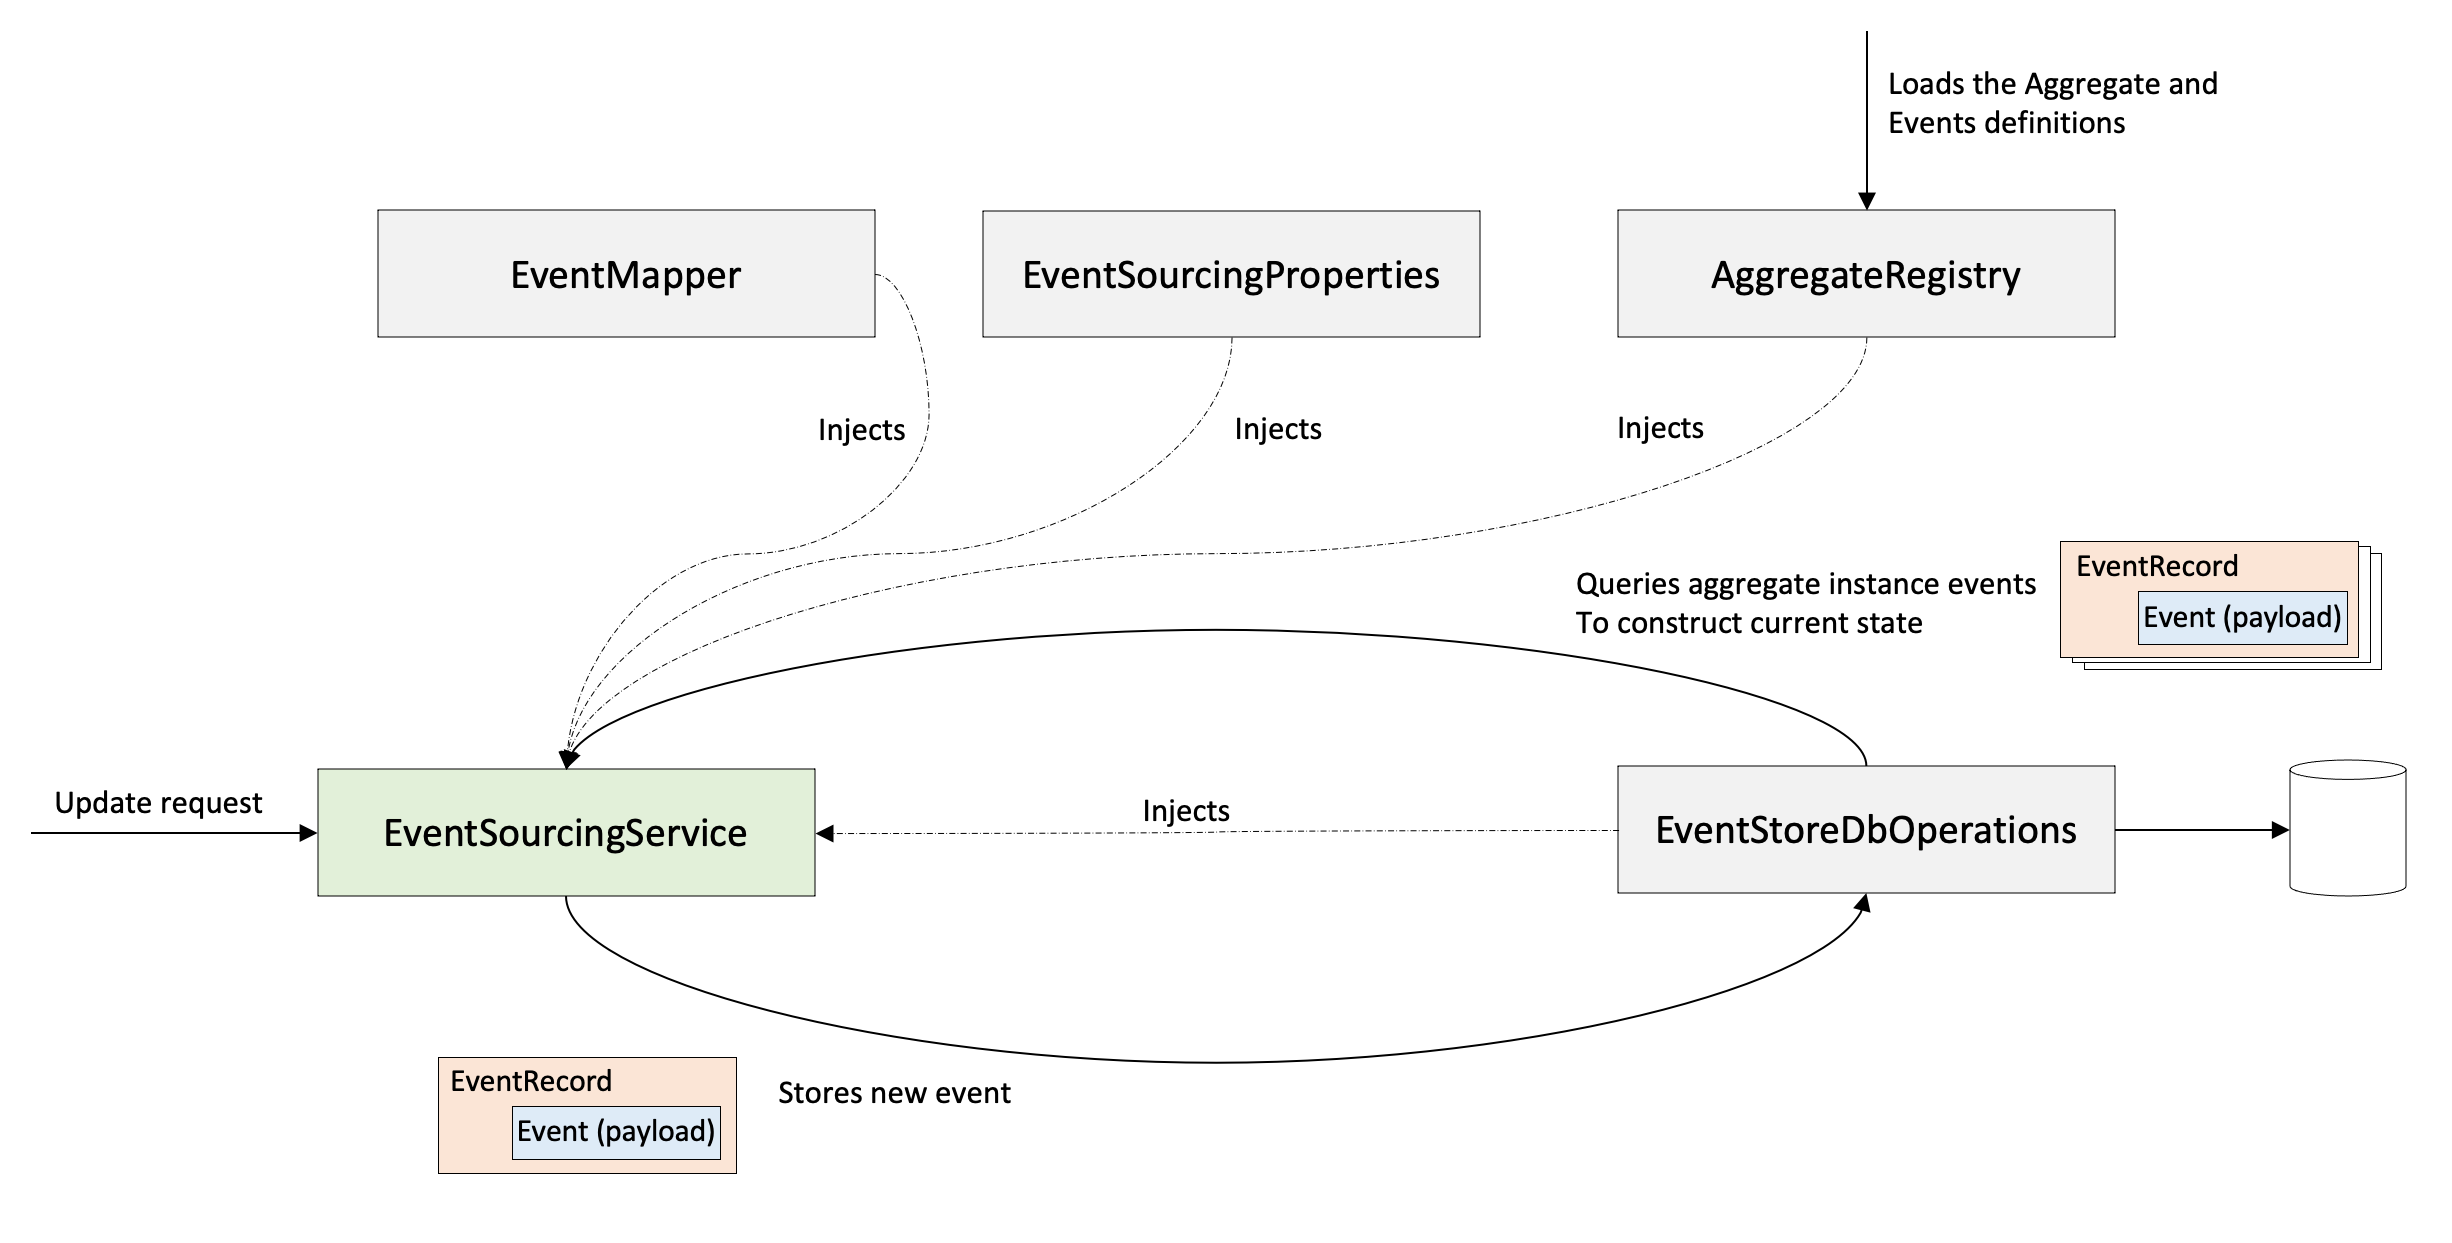 Loads the Aggregate and
Events definitions
EventMapper
EventSourcingProperties
AggregateRegistry
Injects
Injects
Injects
Queries aggregate instance events
To construct current state
EventRecord
Event (payload)
Update request
EventSourcingService
Injects
EventStoreDbOperations
EventRecord
Event (payload)
Stores new event